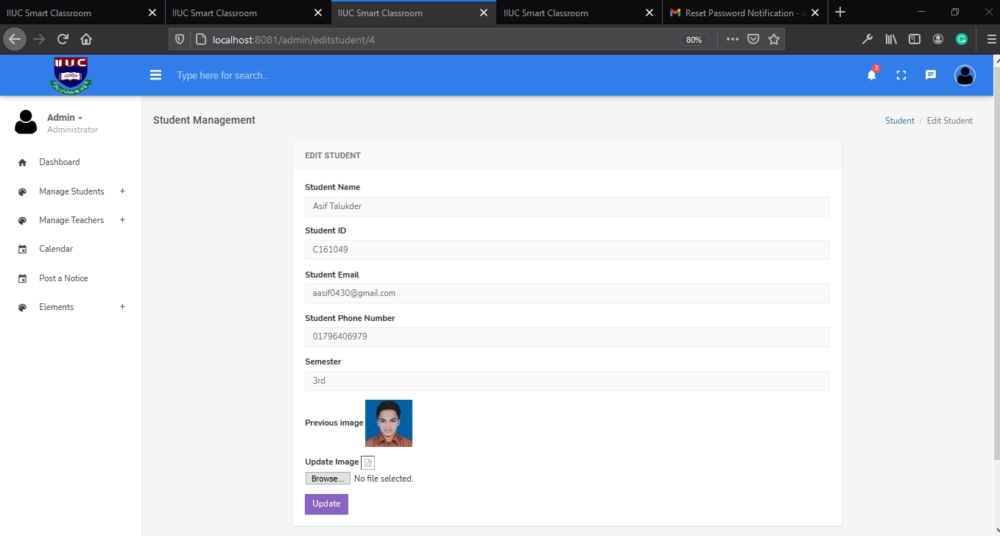 IIUC Smart Classroom
IIUC Smart Classroom
IIUC Smart Classroom
IIUC Smart Classroom
Reset Password Notification - a
localhost:8081/admin/editstudent/4
80%
IIUC
Type here for search...
3
Admin
Administrator
Dashboard
Manage Students +
Manage Teachers +
Calendar
Post a Notice
Elements +
Student Management
Student / Edit Student
EDIT STUDENT
Student Name
Asif Talukder
Student ID
C161049
Student Email
aasif0430@gmail.com
Student Phone Number
01796406979
Semester
3rd
Previous image
Update Image
Browse... No file selected.
Update